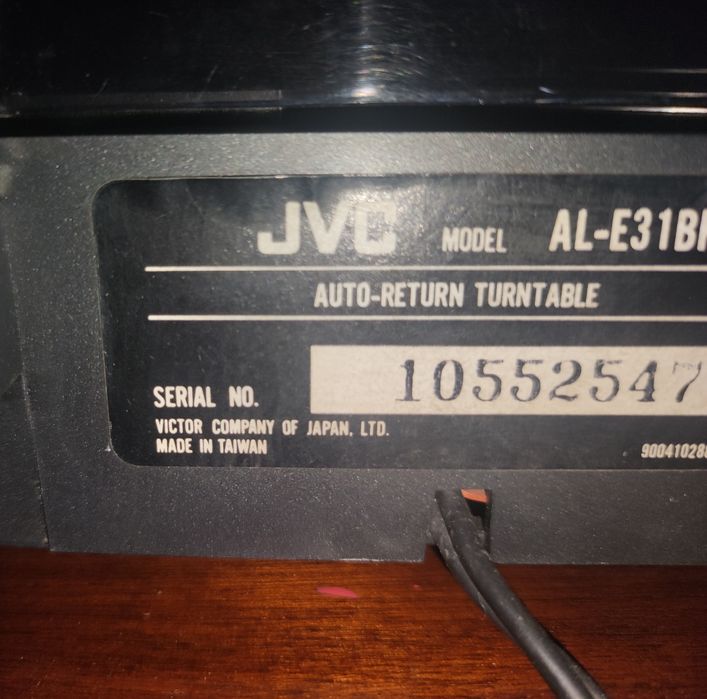 JVC MODEL AL-E31B
AUTO-RETURN TURNTABLE
SERIAL NO. 10552547
VICTOR COMPANY OF JAPAN, LTD.
MADE IN TAIWAN
90041028